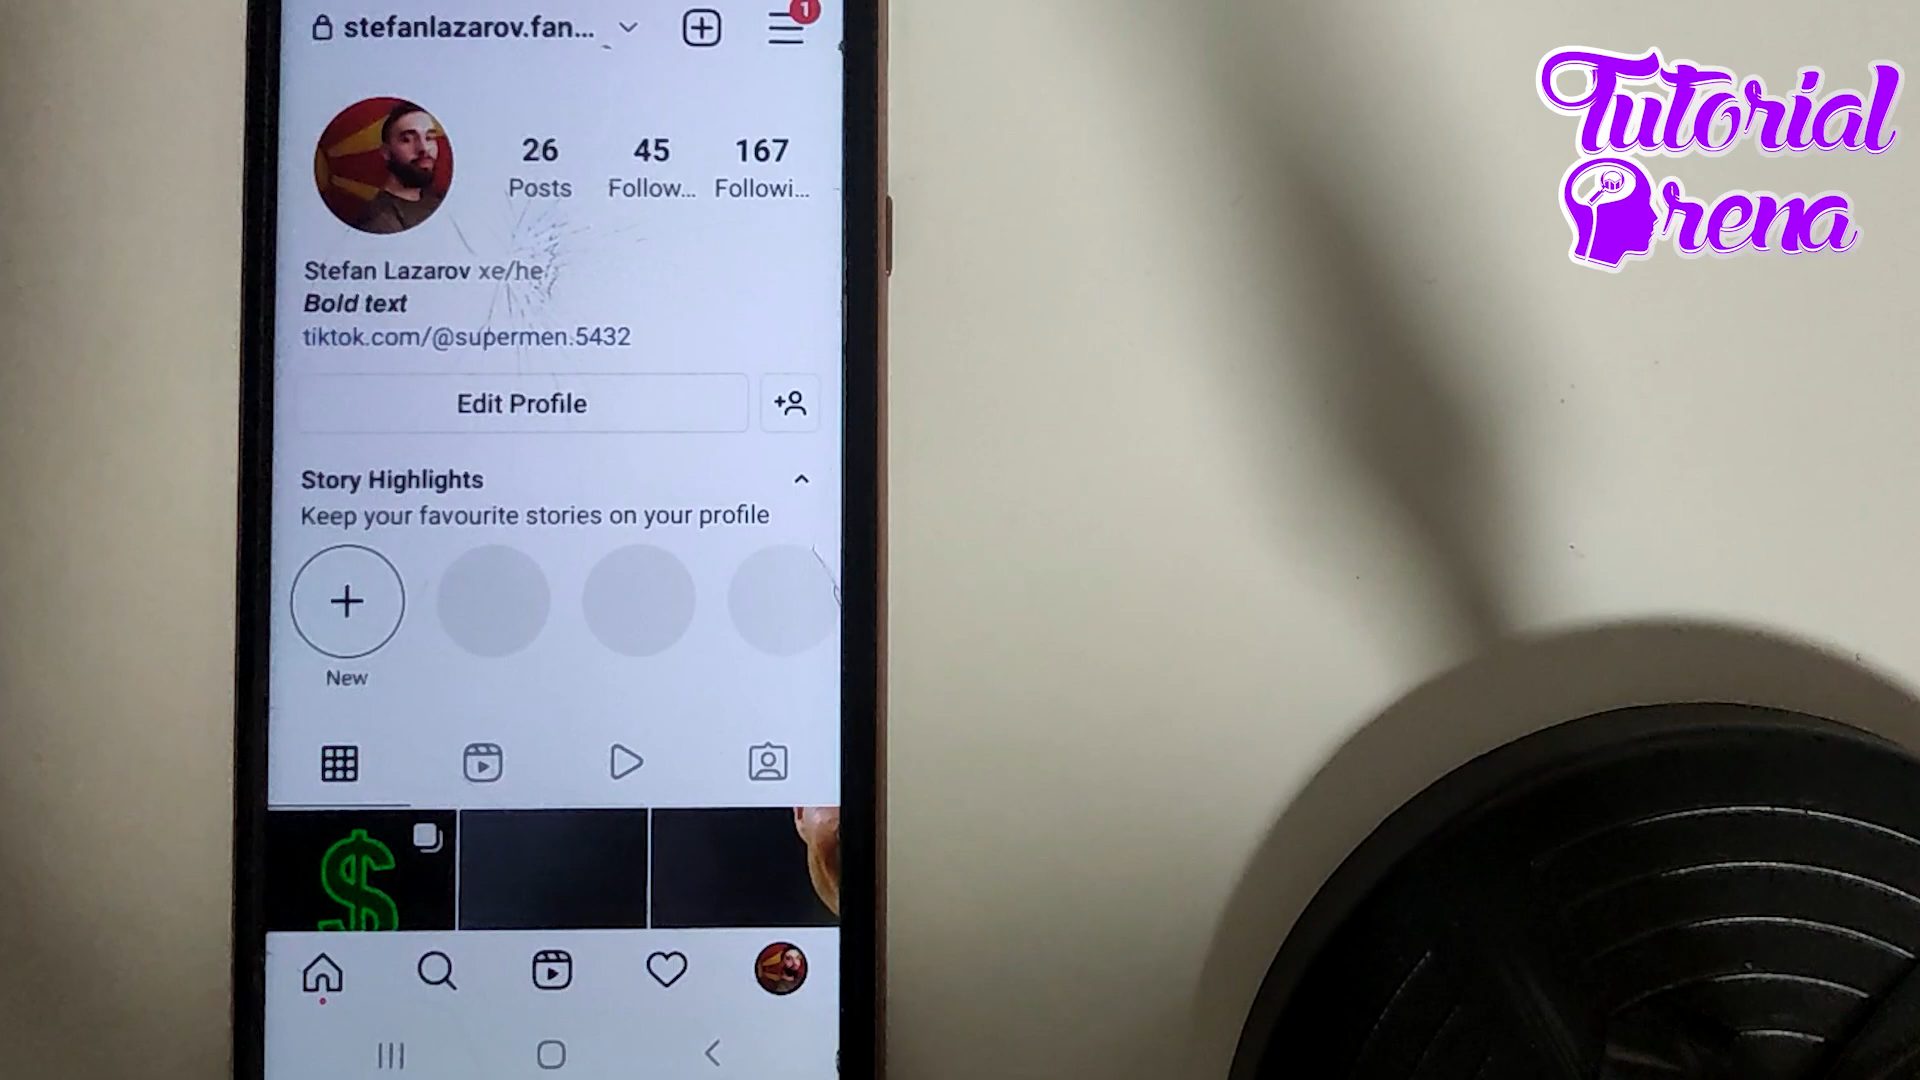 stefanlazarov.fan...
1
26
45
167
Posts
Follow...
Followi...
Stefan Lazarov xe/he
Bold text
tiktok.com/@supermen.5432
Edit Profile
Story Highlights
Keep your favourite stories on your profile
New
Tutorial
Arena